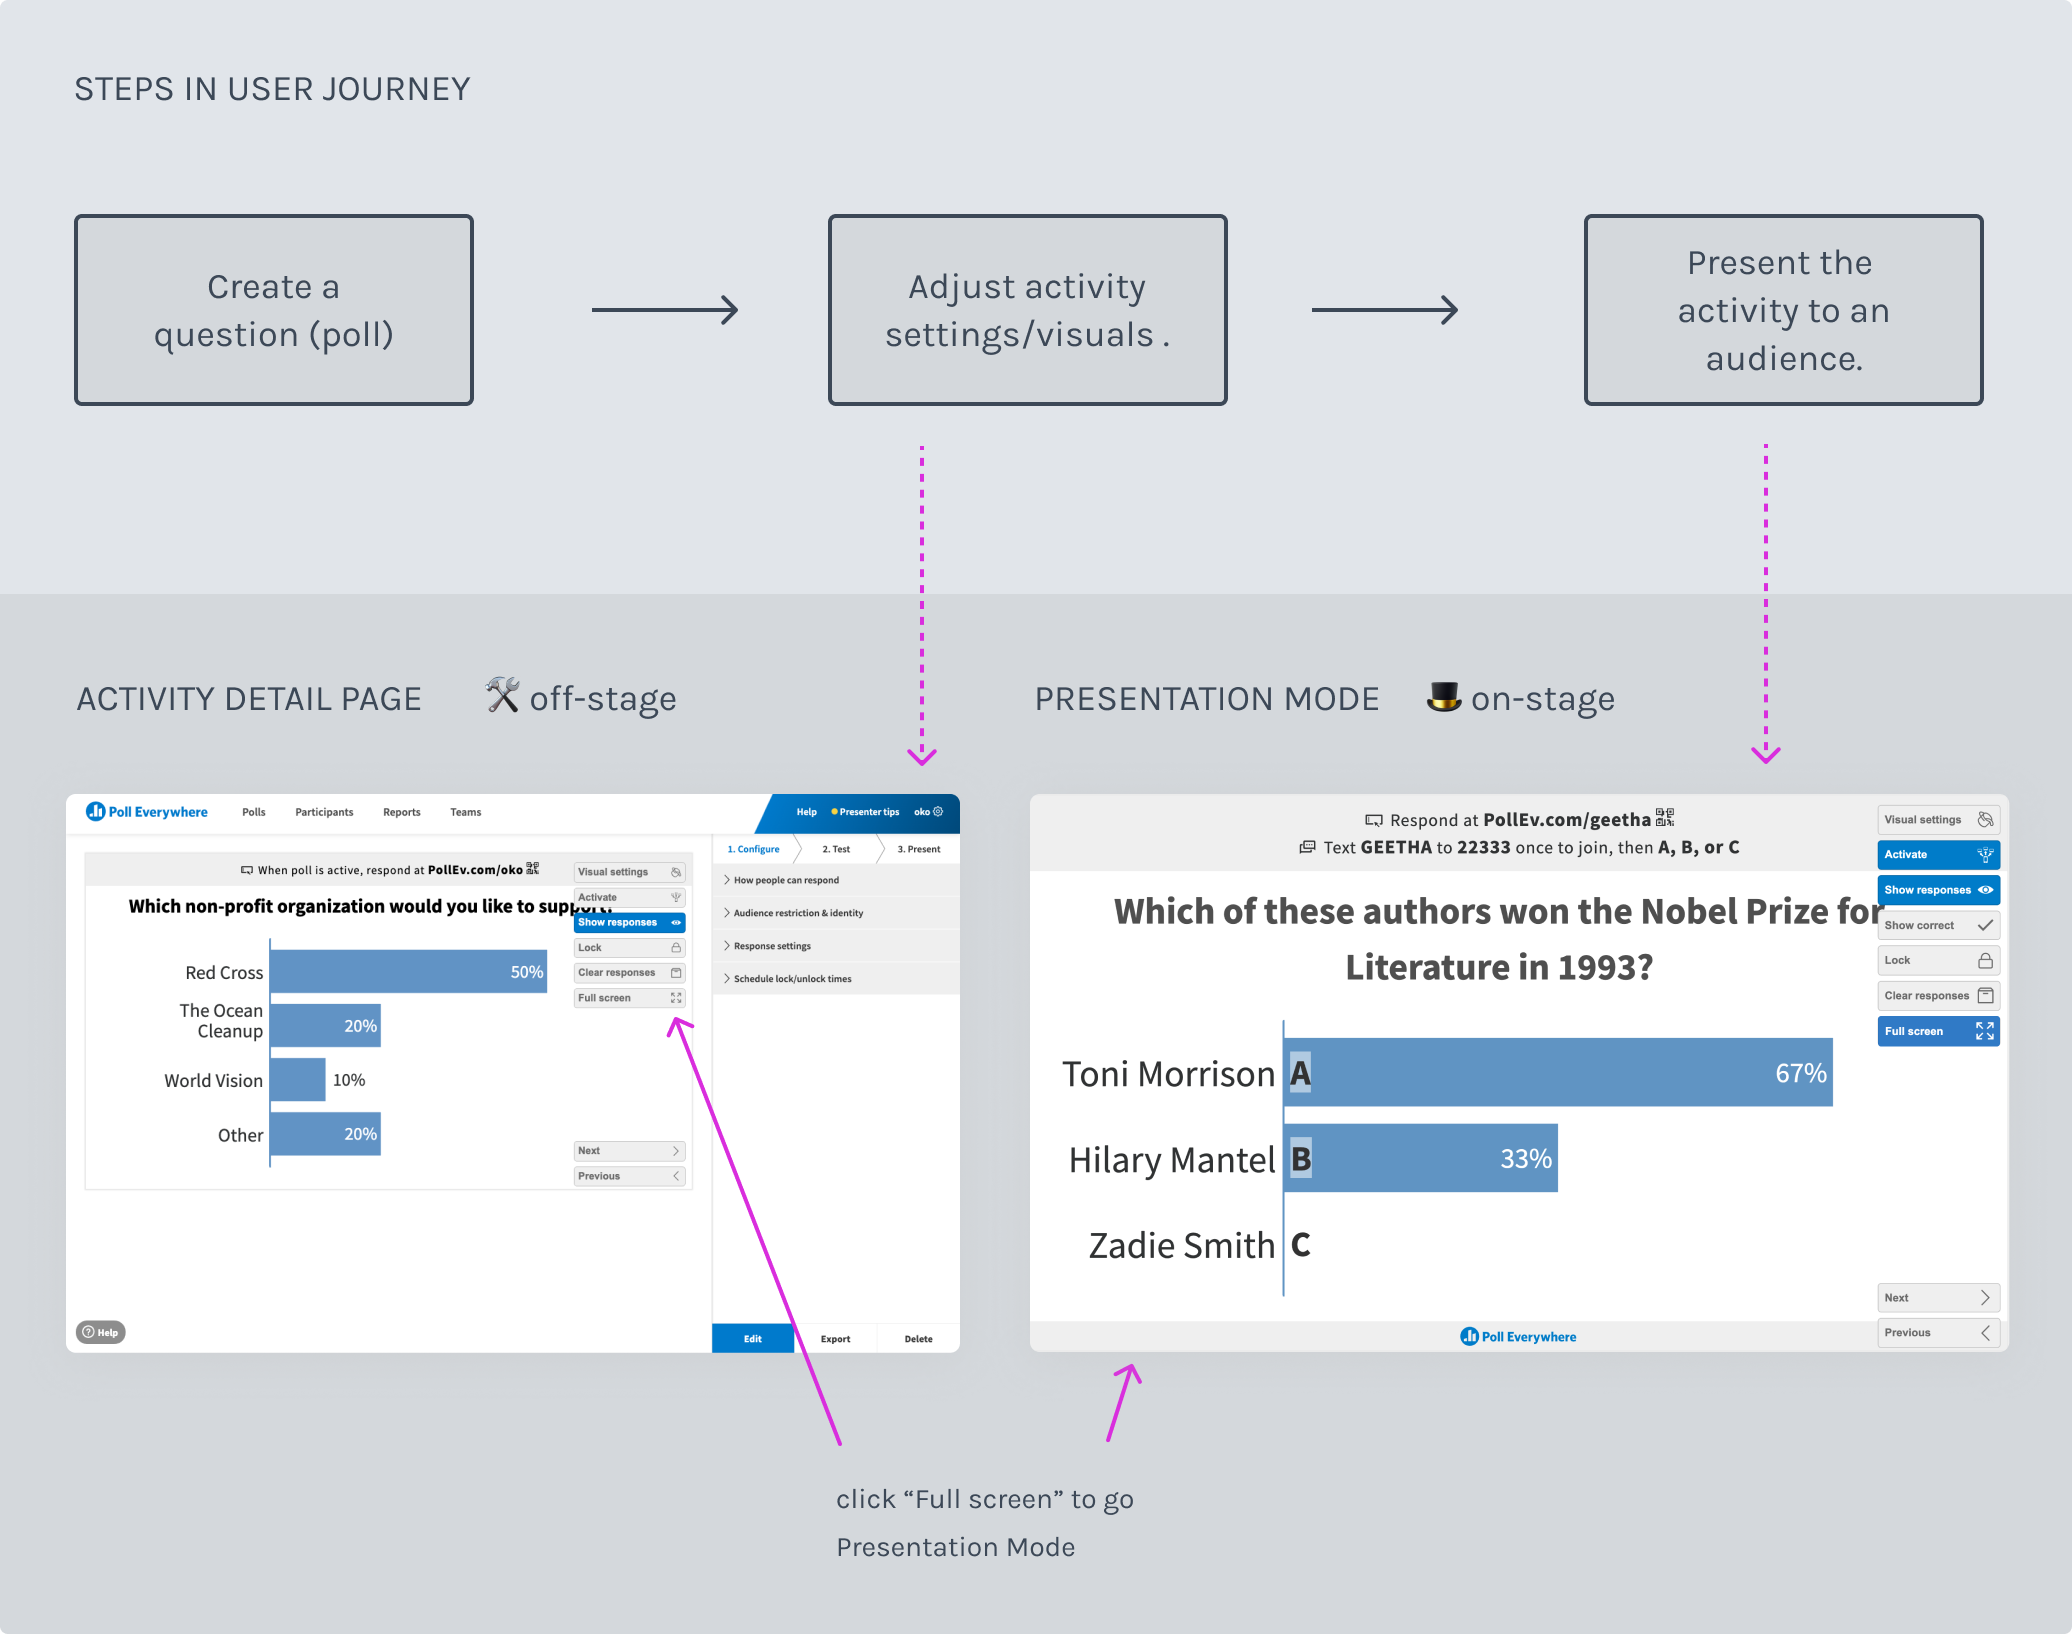 STEPS IN USER JOURNEY
Create a
question (poll)
Adjust activity
settings/visuals .
Present the
activity to an
audience.
ACTIVITY DETAIL PAGE
off-stage
PRESENTATION MODE
on-stage
Poll Everywhere
Polls
Participants
Reports
Teams
Help
Presenter tips
oko
When poll is active, respond at PollEv.com/oko
Which non-profit organization would you like to support?
Visual settings
Activate
Show responses
Lock
Clear responses
Full screen
Red Cross
50%
The Ocean
Cleanup
20%
World Vision
10%
Other
20%
Next
Previous
1. Configure
2. Test
3. Present
How people can respond
Audience restriction & identity
Response settings
Schedule lock/unlock times
Help
Edit
Export
Delete
Respond at PollEv.com/geetha
Text GEETHA to 22333 once to join, then A, B, or C
Which of these authors won the Nobel Prize for
Literature in 1993?
Visual settings
Activate
Show responses
Show correct
Lock
Clear responses
Full screen
Toni Morrison A
67%
Hilary Mantel B
33%
Zadie Smith C
Next
Previous
Poll Everywhere
click “Full screen” to go
Presentation Mode